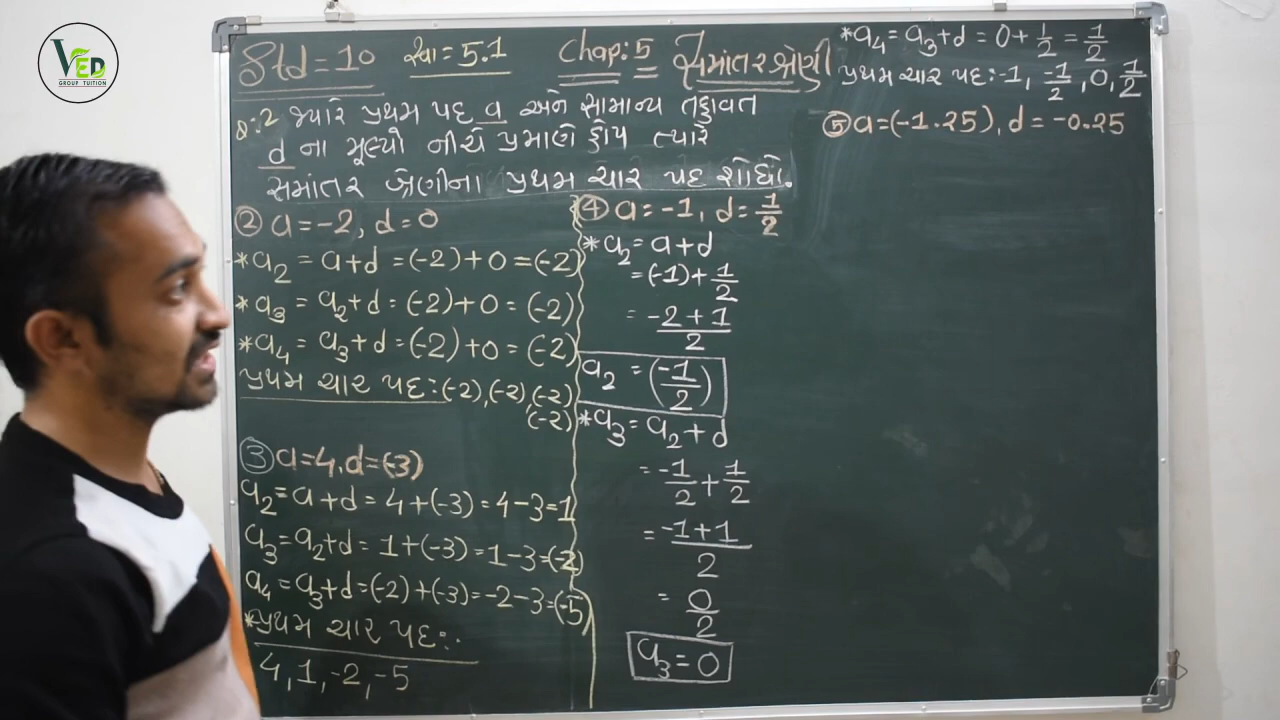 VED
GROUP TUITION
Std = 10 સ્વા = 5.1 Chap: 5 સમાંતર શ્રેણી
પ્ર:2 જ્યારે પ્રથમ પદ a અને સામાન્ય તફાવત
d ના મૂલ્યો નીચે પ્રમાણે હોય ત્યારે
સમાંતર શ્રેણીના પ્રથમ ચાર પદ શોધો.
② a = -2, d = 0
*a₂ = a+d = (-2)+0 = (-2)
*a₃ = a₂+d = (-2)+0 = (-2)
*a₄ = a₃+d = (-2)+0 = (-2)
પ્રથમ ચાર પદ: (-2), (-2), (-2)
(-2)
③ a=4, d=(-3)
a₂ = a+d = 4+(-3) = 4-3=1
a₃ = a₂+d = 1+(-3) = 1-3=(-2)
a₄ = a₃+d = (-2)+(-3) = -2-3=(-5)
*પ્રથમ ચાર પદ:-
4, 1, -2, -5
④ a = -1, d = 1/2
*a₂ = a+d
= (-1)+ 1/2
= -2+1/2
a₂ = (-1/2)
*a₃ = a₂+d
= -1/2 + 1/2
= -1+1/2
= 0/2
a₃ = 0
*a₄ = a₃+d = 0+ 1/2 = 1/2
પ્રથમ ચાર પદ:-1, -1/2, 0, 1/2
⑤ a=(-1.25), d = -0.25